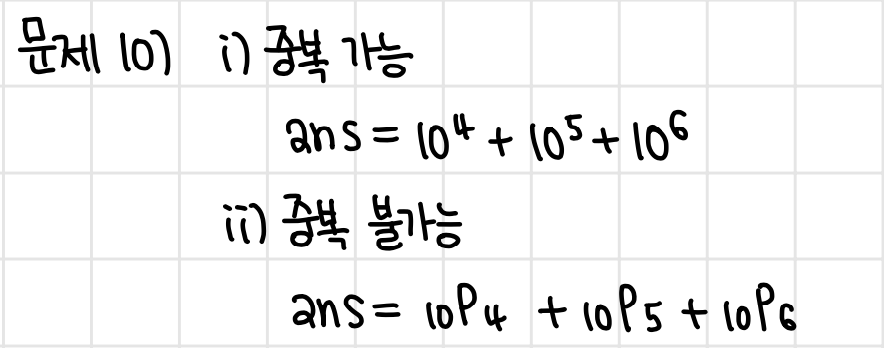 문제 10) i) 중복 가능
ans = 10⁴ + 10⁵ + 10⁶
ii) 중복 불가능
ans = ₁₀P₄ + ₁₀P₅ + ₁₀P₆